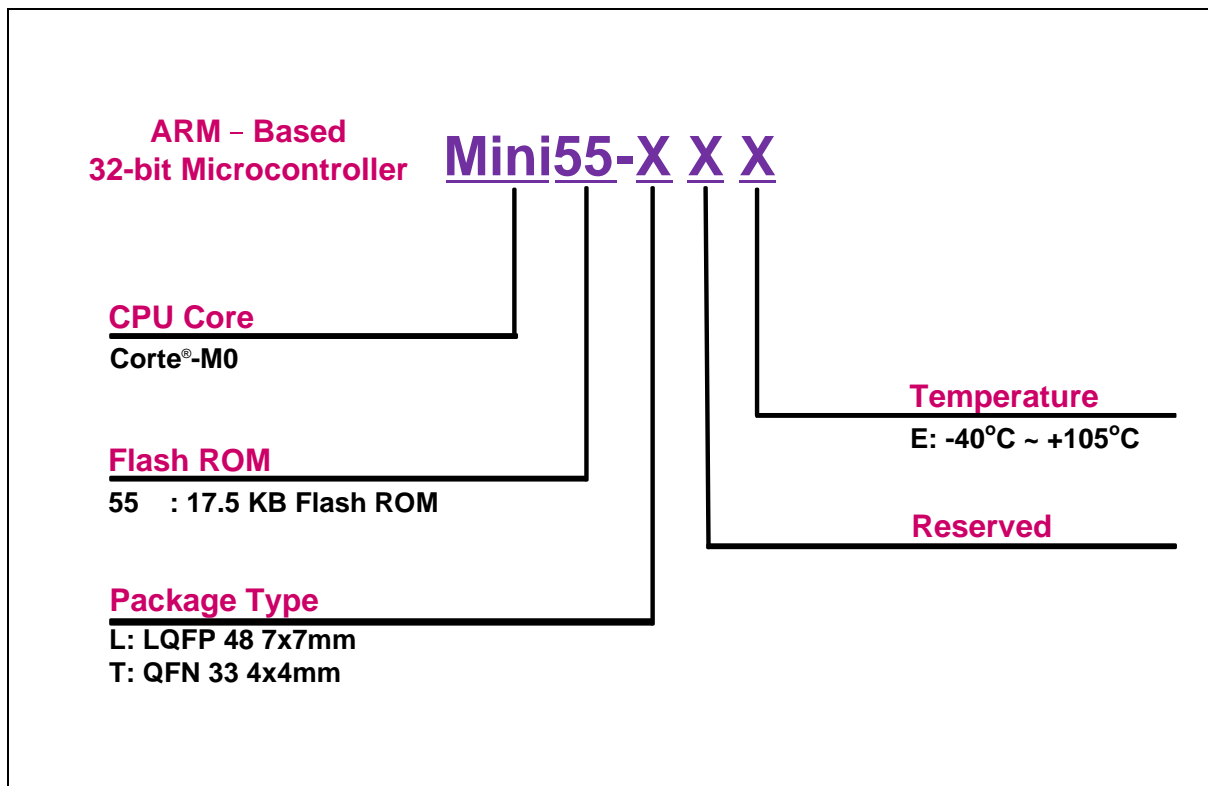 ARM – Based
32-bit Microcontroller
Mini55-X X X
CPU Core
Corte®-M0
Temperature
E: -40°C ~ +105°C
Flash ROM
55 : 17.5 KB Flash ROM
Reserved
Package Type
L: LQFP 48 7x7mm
T: QFN 33 4x4mm